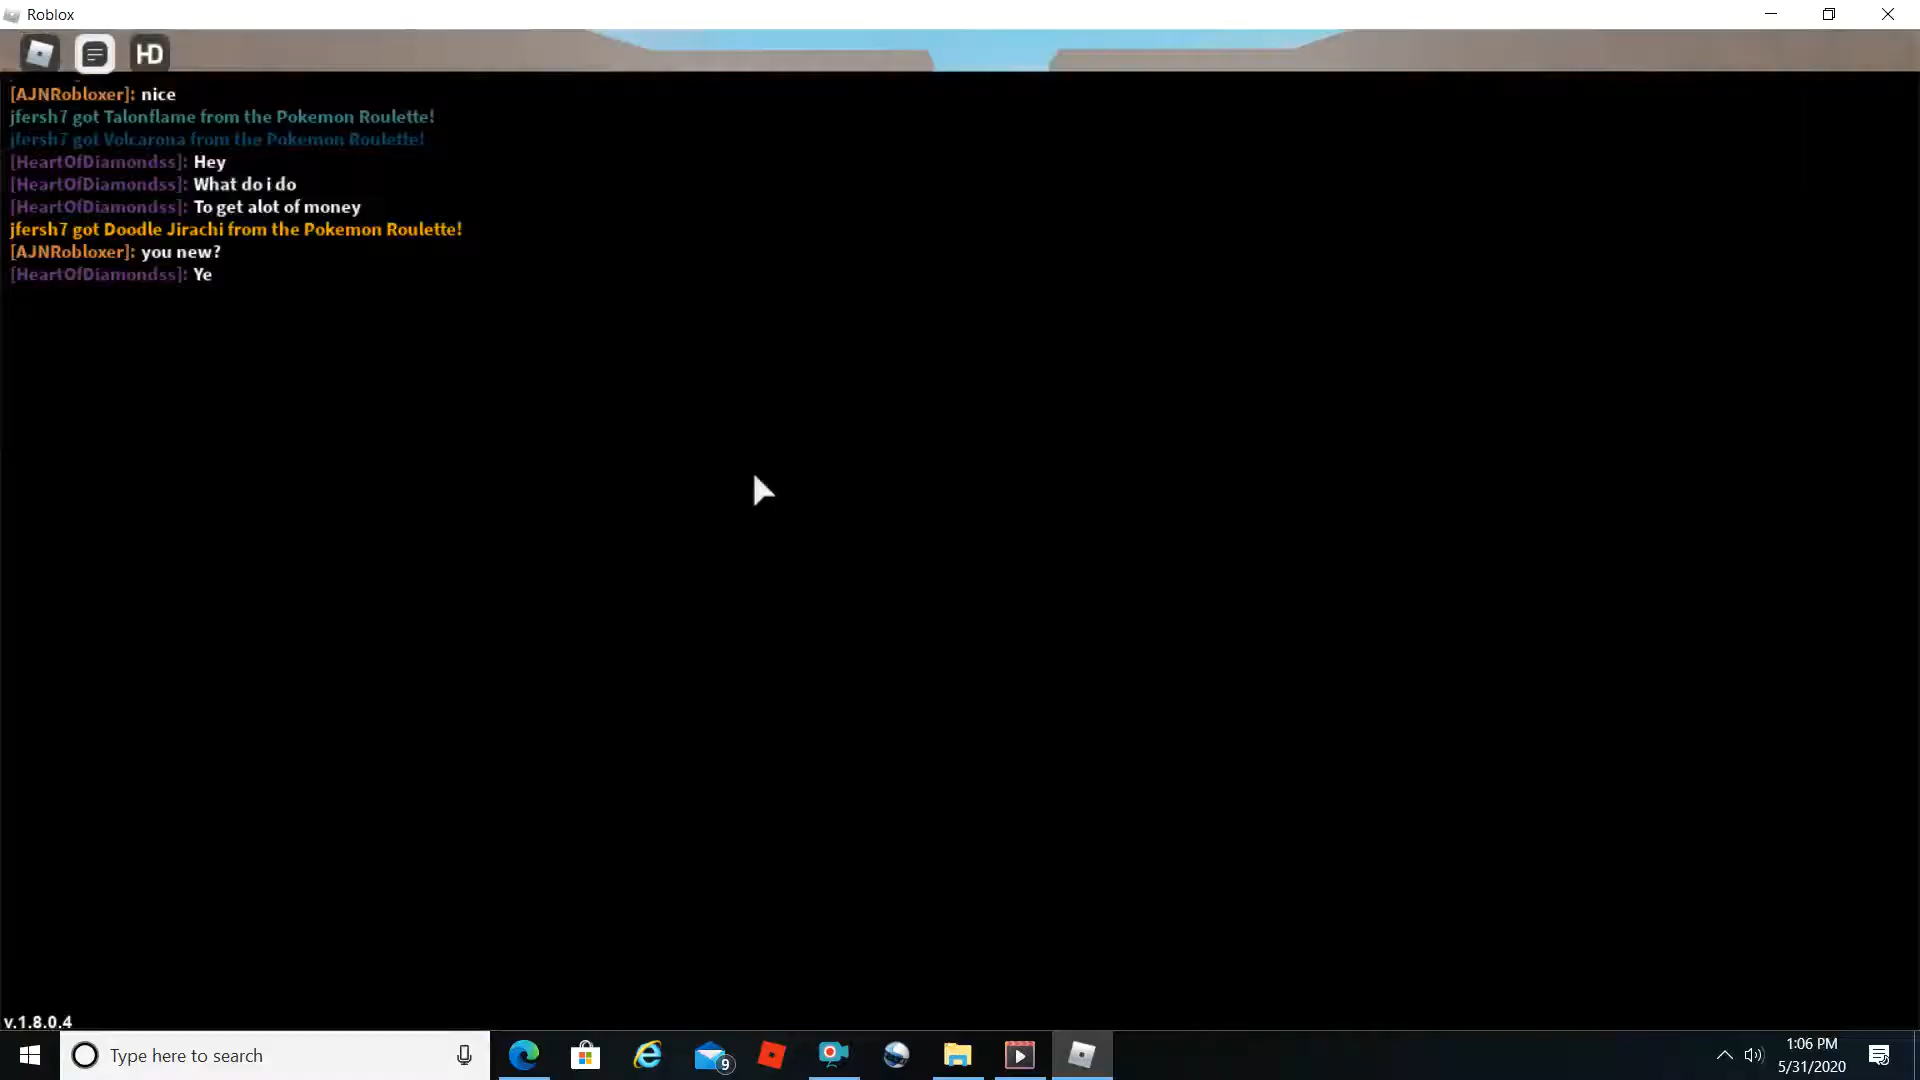 Roblox
HD
[AJNRobloxer]: nice
jfersh7 got Talonflame from the Pokemon Roulette!
jfersh7 got Volcarona from the Pokemon Roulette!
[HeartOfDiamondss]: Hey
[HeartOfDiamondss]: What do i do
[HeartOfDiamondss]: To get alot of money
jfersh7 got Doodle Jirachi from the Pokemon Roulette!
[AJNRobloxer]: you new?
[HeartOfDiamondss]: Ye
v.1.8.0.4
Type here to search
9
1:06 PM
5/31/2020